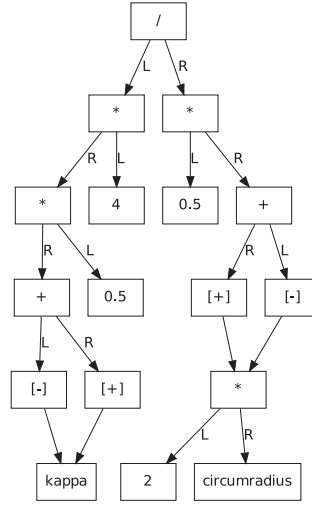 /
L R
* *
R L L R
* 4 0.5 +
R L R L
+ 0.5 [+] [-]
L R
[-] [+] *
L R
kappa 2 circumradius